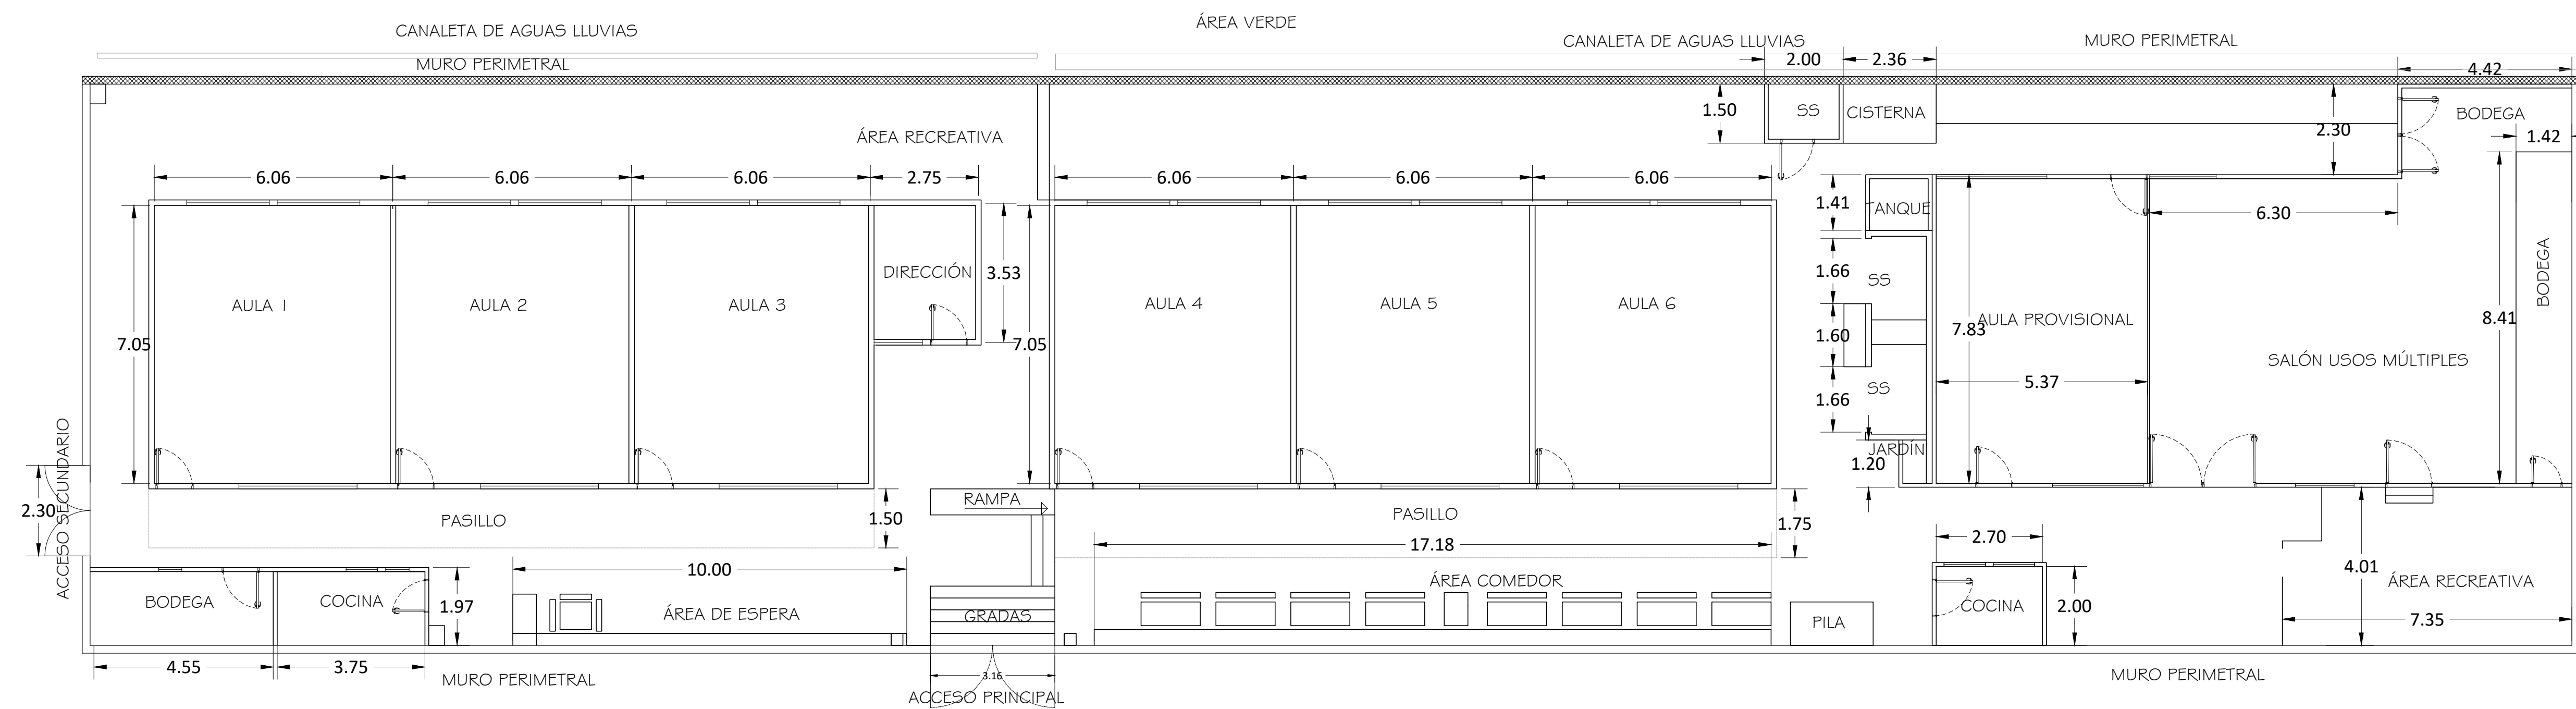 ÁREA VERDE
CANALETA DE AGUAS LLUVIAS
CANALETA DE AGUAS LLUVIAS
MURO PERIMETRAL
MURO PERIMETRAL
2.00
2.36
4.42
1.50
SS
CISTERNA
BODEGA
2.30
1.42
ÁREA RECREATIVA
6.06
6.06
6.06
2.75
6.06
6.06
6.06
1.41
TANQUE
6.30
DIRECCIÓN
3.53
1.66
SS
BODEGA
AULA 1
AULA 2
AULA 3
AULA 4
AULA 5
AULA 6
7.05
7.05
1.60
7.83
AULA PROVISIONAL
8.41
SALÓN USOS MÚLTIPLES
5.37
SS
1.66
JARDÍN
1.20
ACCESO SECUNDARIO
2.30
PASILLO
1.50
RAMPA
PASILLO
1.75
17.18
2.70
10.00
4.01
ÁREA COMEDOR
ÁREA RECREATIVA
BODEGA
COCINA
1.97
ÁREA DE ESPERA
GRADAS
PILA
COCINA
2.00
7.35
4.55
3.75
MURO PERIMETRAL
3.16
ACCESO PRINCIPAL
MURO PERIMETRAL